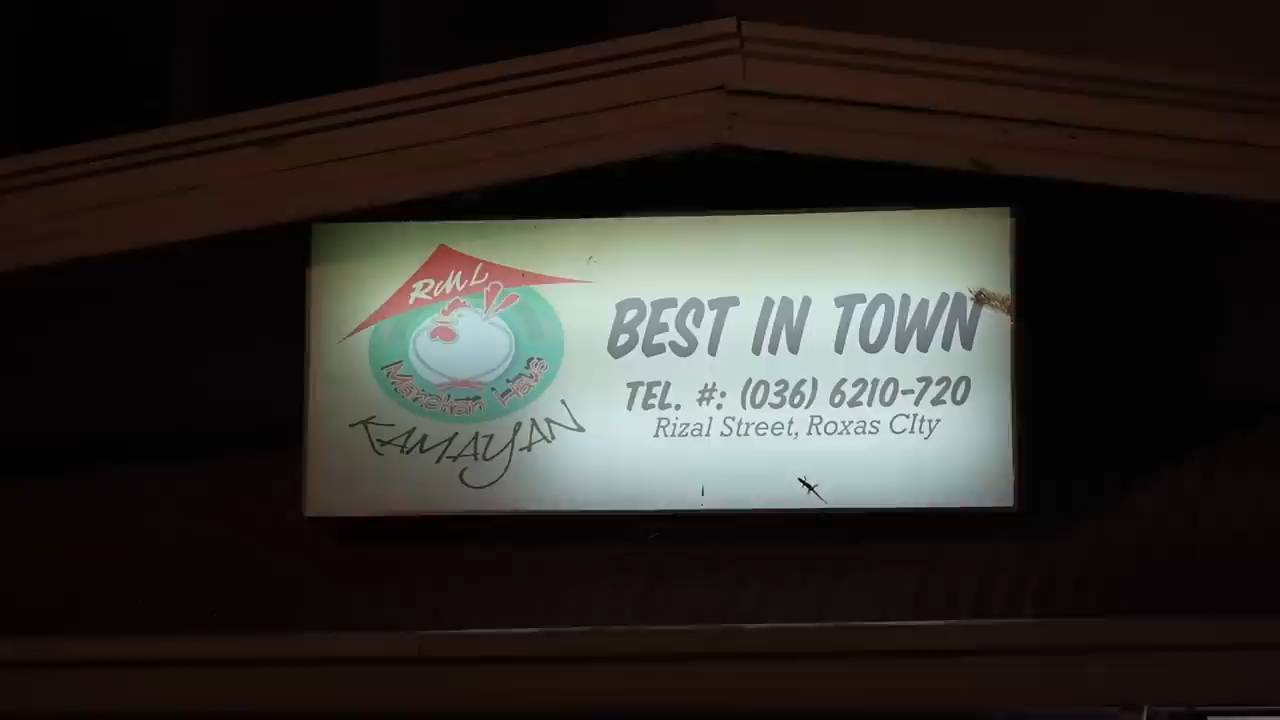 RML
Manokan Haus
KAMAYAN
BEST IN TOWN
TEL. #: (036) 6210-720
Rizal Street, Roxas CIty